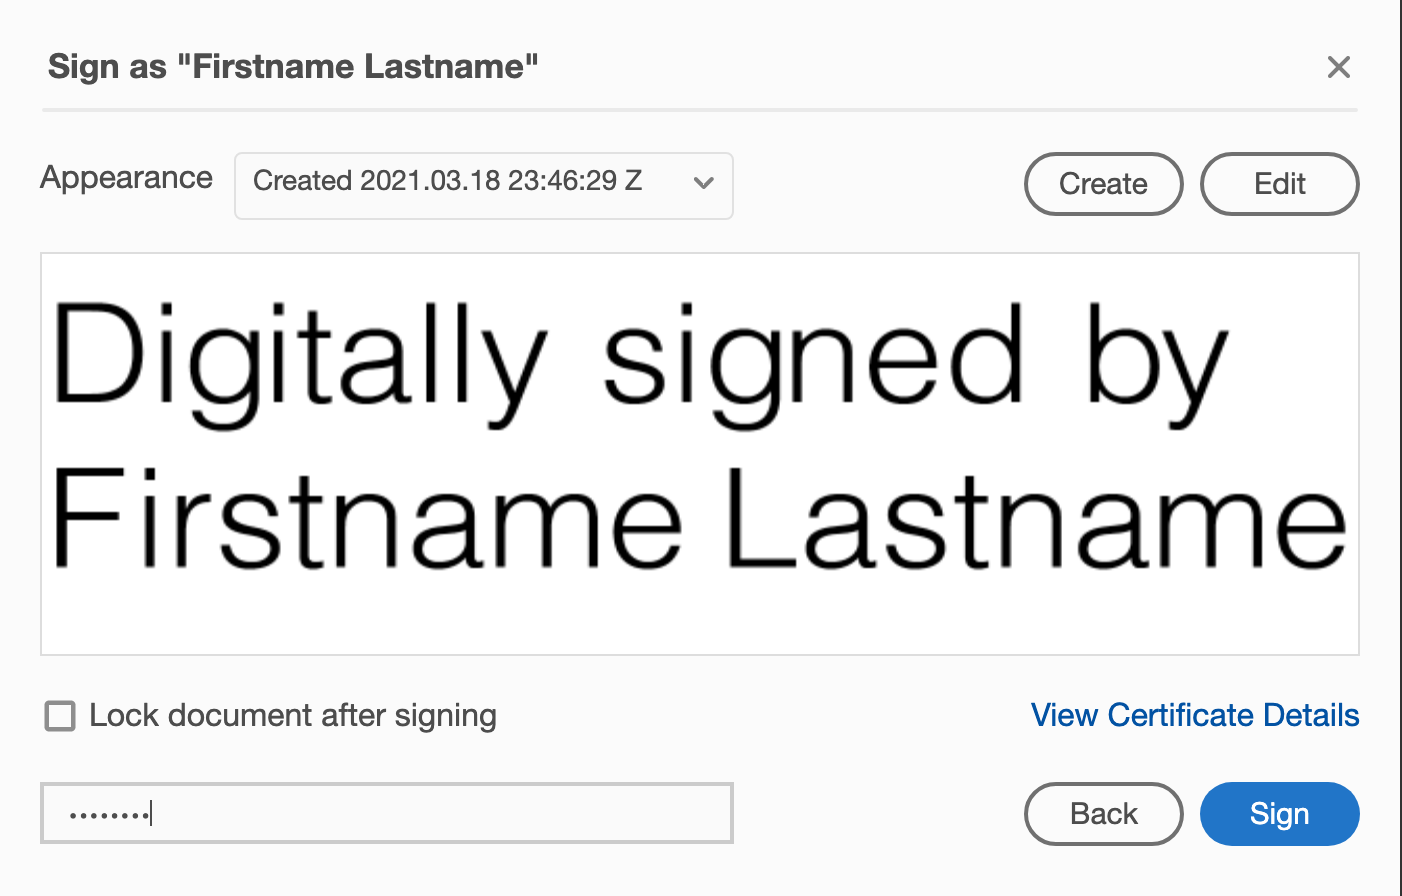 Sign as "Firstname Lastname"
Appearance
Created 2021.03.18 23:46:29 Z
Create
Edit
Digitally signed by
Firstname Lastname
Lock document after signing
View Certificate Details
••••••••
Back
Sign